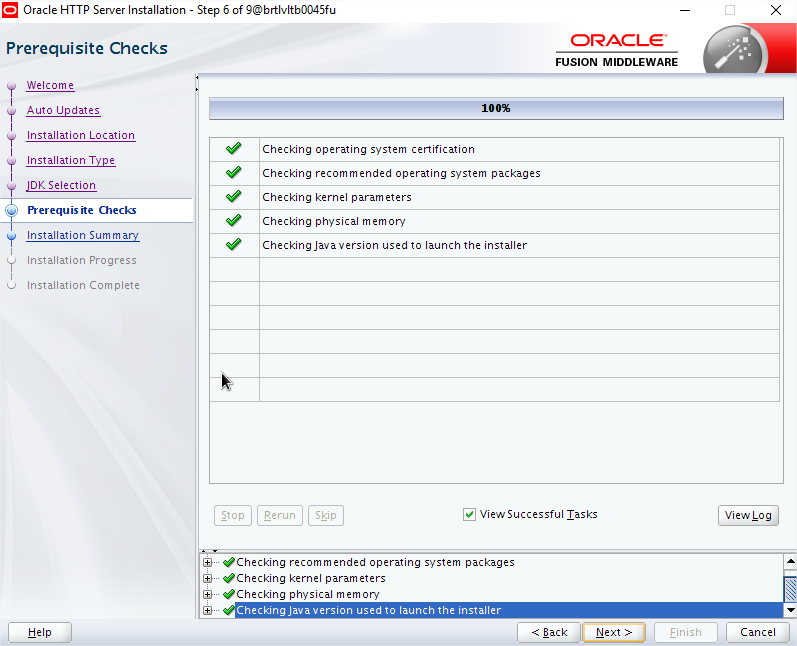 Oracle HTTP Server Installation - Step 6 of 9@brtlvltb0045fu
Prerequisite Checks
ORACLE
FUSION MIDDLEWARE
Welcome
Auto Updates
Installation Location
Installation Type
JDK Selection
Prerequisite Checks
Installation Summary
Installation Progress
Installation Complete
100%
Checking operating system certification
Checking recommended operating system packages
Checking kernel parameters
Checking physical memory
Checking Java version used to launch the installer
Stop Rerun Skip View Successful Tasks View Log
Checking recommended operating system packages
Checking kernel parameters
Checking physical memory
Checking Java version used to launch the installer
Help < Back Next > Finish Cancel